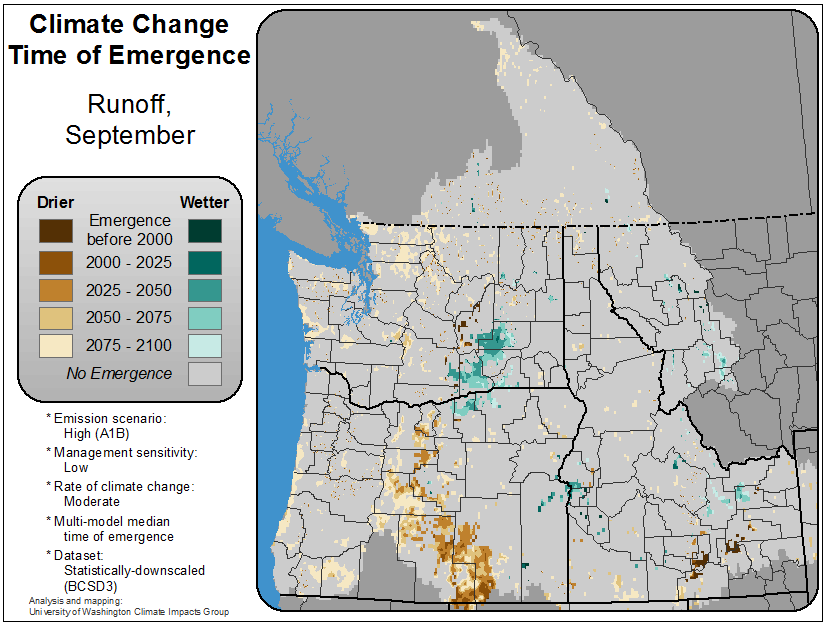 Climate Change
Time of Emergence
Runoff,
September
Drier
Wetter
Emergence
before 2000
2000 - 2025
2025 - 2050
2050 - 2075
2075 - 2100
No Emergence
* Emission scenario:
High (A1B)
* Management sensitivity:
Low
* Rate of climate change:
Moderate
* Multi-model median
time of emergence
* Dataset:
Statistically-downscaled
(BCSD3)
Analysis and mapping:
University of Washington Climate Impacts Group